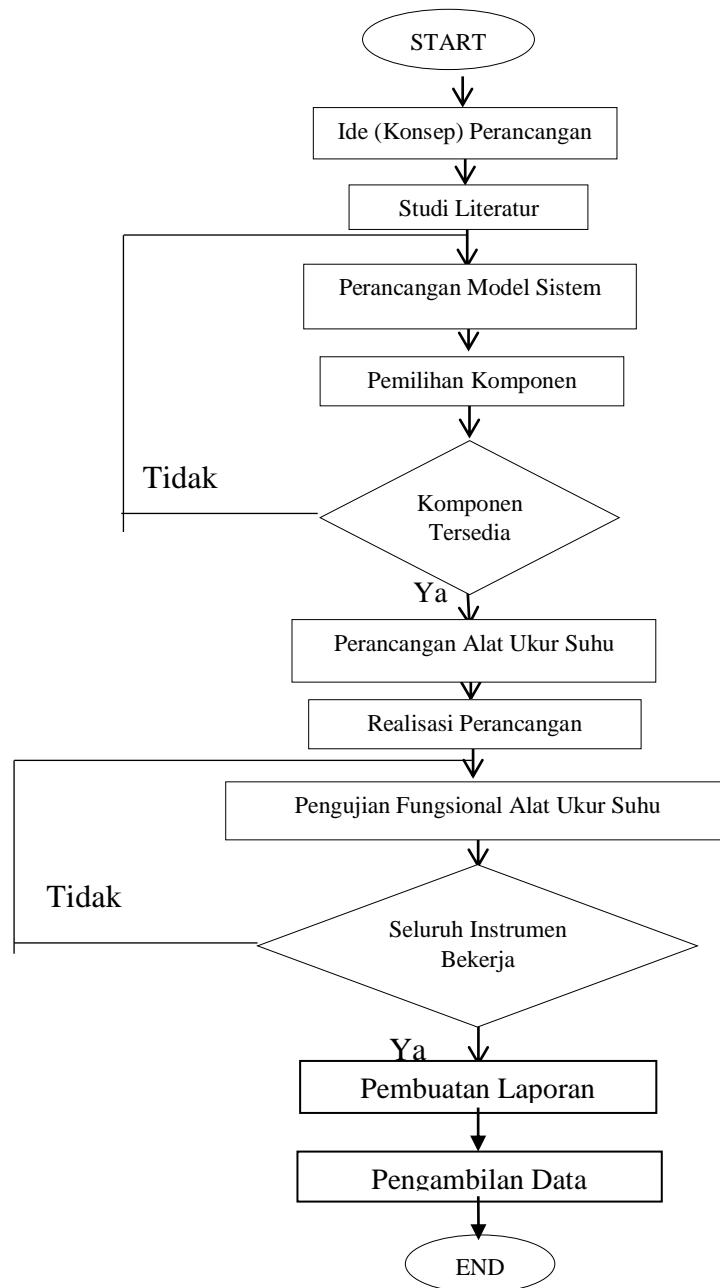 START
Ide (Konsep) Perancangan
Studi Literatur
Perancangan Model Sistem
Pemilihan Komponen
Tidak
Komponen
Tersedia
Ya
Perancangan Alat Ukur Suhu
Realisasi Perancangan
Pengujian Fungsional Alat Ukur Suhu
Tidak
Seluruh Instrumen
Bekerja
Ya
Pembuatan Laporan
Pengambilan Data
END